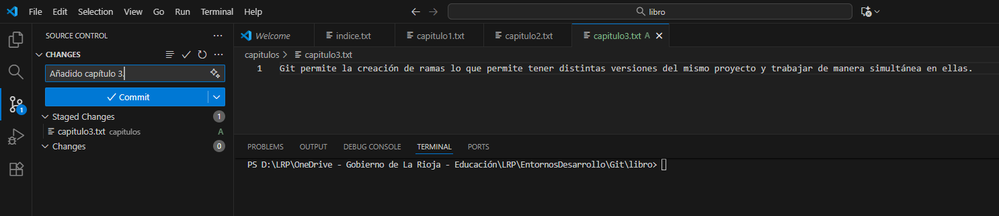 File Edit Selection View Go Run Terminal Help
libro
SOURCE CONTROL
CHANGES
Añadido capítulo 3
Commit
Staged Changes 1
capitulo3.txt capitulos A
Changes 0
1
Welcome indice.txt capitulo1.txt capitulo2.txt capitulo3.txt A
capitulos > capitulo3.txt
1 Git permite la creación de ramas lo que permite tener distintas versiones del mismo proyecto y trabajar de manera simultánea en ellas.
PROBLEMS OUTPUT DEBUG CONSOLE TERMINAL PORTS
PS D:\LRP\OneDrive - Gobierno de La Rioja - Educación\LRP\EntornosDesarrollo\Git\libro>